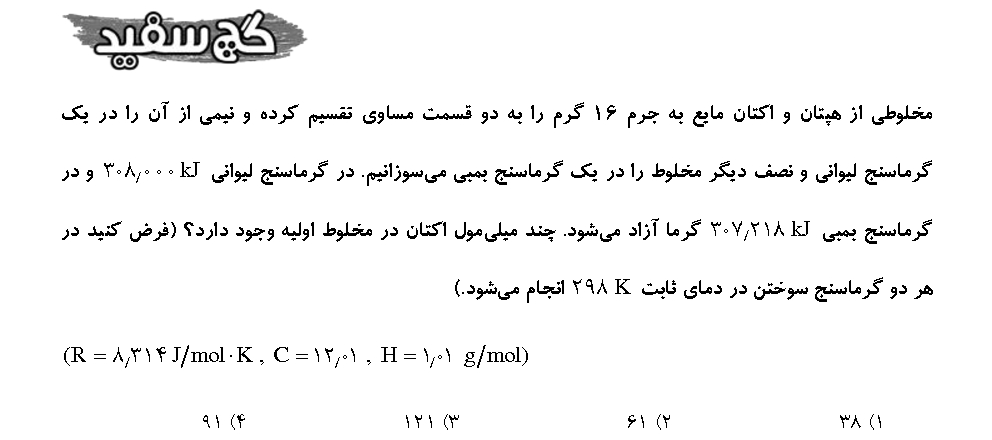 گچ سفید
مخلوطی از هپتان و اکتان مایع به جرم ۱۶ گرم را به دو قسمت مساوی تقسیم کرده و نیمی از آن را در یک
گرماسنج لیوانی و نصف دیگر مخلوط را در یک گرماسنج بمبی می‌سوزانیم. در گرماسنج لیوانی ۳۰۸٫۰۰۰ kJ و در
گرماسنج بمبی ۳۰۷٫۲۱۸ kJ گرما آزاد می‌شود. چند میلی‌مول اکتان در مخلوط اولیه وجود دارد؟ (فرض کنید در
هر دو گرماسنج سوختن در دمای ثابت ۲۹۸ K انجام می‌شود.)
(R = ۸٫۳۱۴ J/mol·K , C = ۱۲٫۰۱ , H = ۱٫۰۱ g/mol)
۱) ۳۸ ۲) ۶۱ ۳) ۱۲۱ ۴) ۹۱